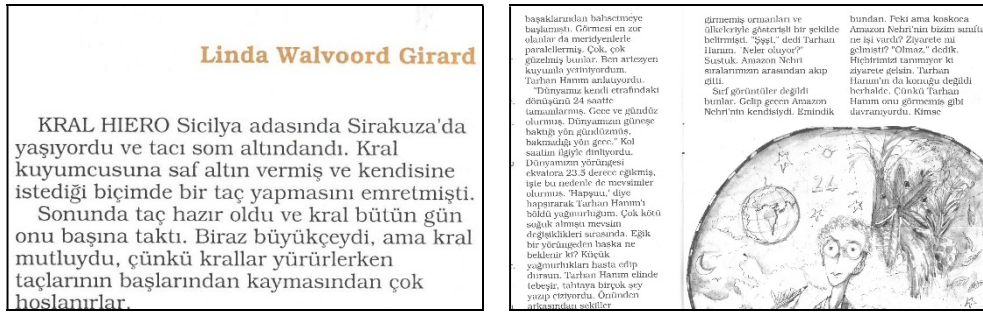 Linda Walvoord Girard
KRAL HIERO Sicilya adasında Sirakuza'da
yaşıyordu ve tacı som altındandı. Kral
kuyumcusuna saf altın vermiş ve kendisine
istediği biçimde bir taç yapmasını emretmişti.
Sonunda taç hazır oldu ve kral bütün gün
onu başına taktı. Biraz büyükçeydi, ama kral
mutluydu, çünkü krallar yürürlerken
taçlarının başlarından kaymasından çok
hoşlanırlar.
başaklarından bahsetmeye
başlamıştı. Görmesi en zor
olanlar da meridyenlerle
paralellermiş. Çok, çok
güzelmiş bunlar. Ben artezyen
kuyumla yetiniyordum.
Tarhan Hanım anlatıyordu.
"Dünyamız kendi etrafındaki
dönüşünü 24 saatte
tamamlarmış. Gece ve gündüz
olurmuş. Dünyamızın güneşe
baktığı yön gündüzmüş,
bakmadığı yön gece." Kol
saatim ilgiyle dinliyordu.
Dünyamızın yörüngesi
ekvatora 23.5 derece eğikmiş,
işte bu nedenle de mevsimler
olurmuş. "Hapşuu," diye
hapşırarak Tarhan Hanım'ı
böldü yağmurluğum. Çok kötü
soğuk almıştı mevsim
değişiklikleri sırasında. Eğik
bir yörüngeden başka ne
beklenir ki? Küçük
yağmurlukları hasta edip
dursun. Tarhan Hanım elinde
tebeşir, tahtaya birçok şey
yazıp çiziyordu. Önünden
arkasından şekiller
girmemiş ormanları ve
ülkeleriyle gösterişli bir şekilde
belirmişti. "Şşşt," dedi Tarhan
Hanım. "Neler oluyor?"
Sustuk. Amazon Nehri
sıralarımızın arasından akıp
gitti.
Sırf görüntüler değildi
bunlar. Gelip geçen Amazon
Nehri'nin kendisiydi. Emindik
bundan. Peki ama koskoca
Amazon Nehri'nin bizim sınıfta
ne işi vardı? Ziyarete mi
gelmişti? "Olmaz," dedik.
Hiçbirimizi tanımıyor ki
ziyarete gelsin. Tarhan
Hanım'ın da konuğu değildi
herhalde. Çünkü Tarhan
Hanım onu görmemiş gibi
davranıyordu. Kimse